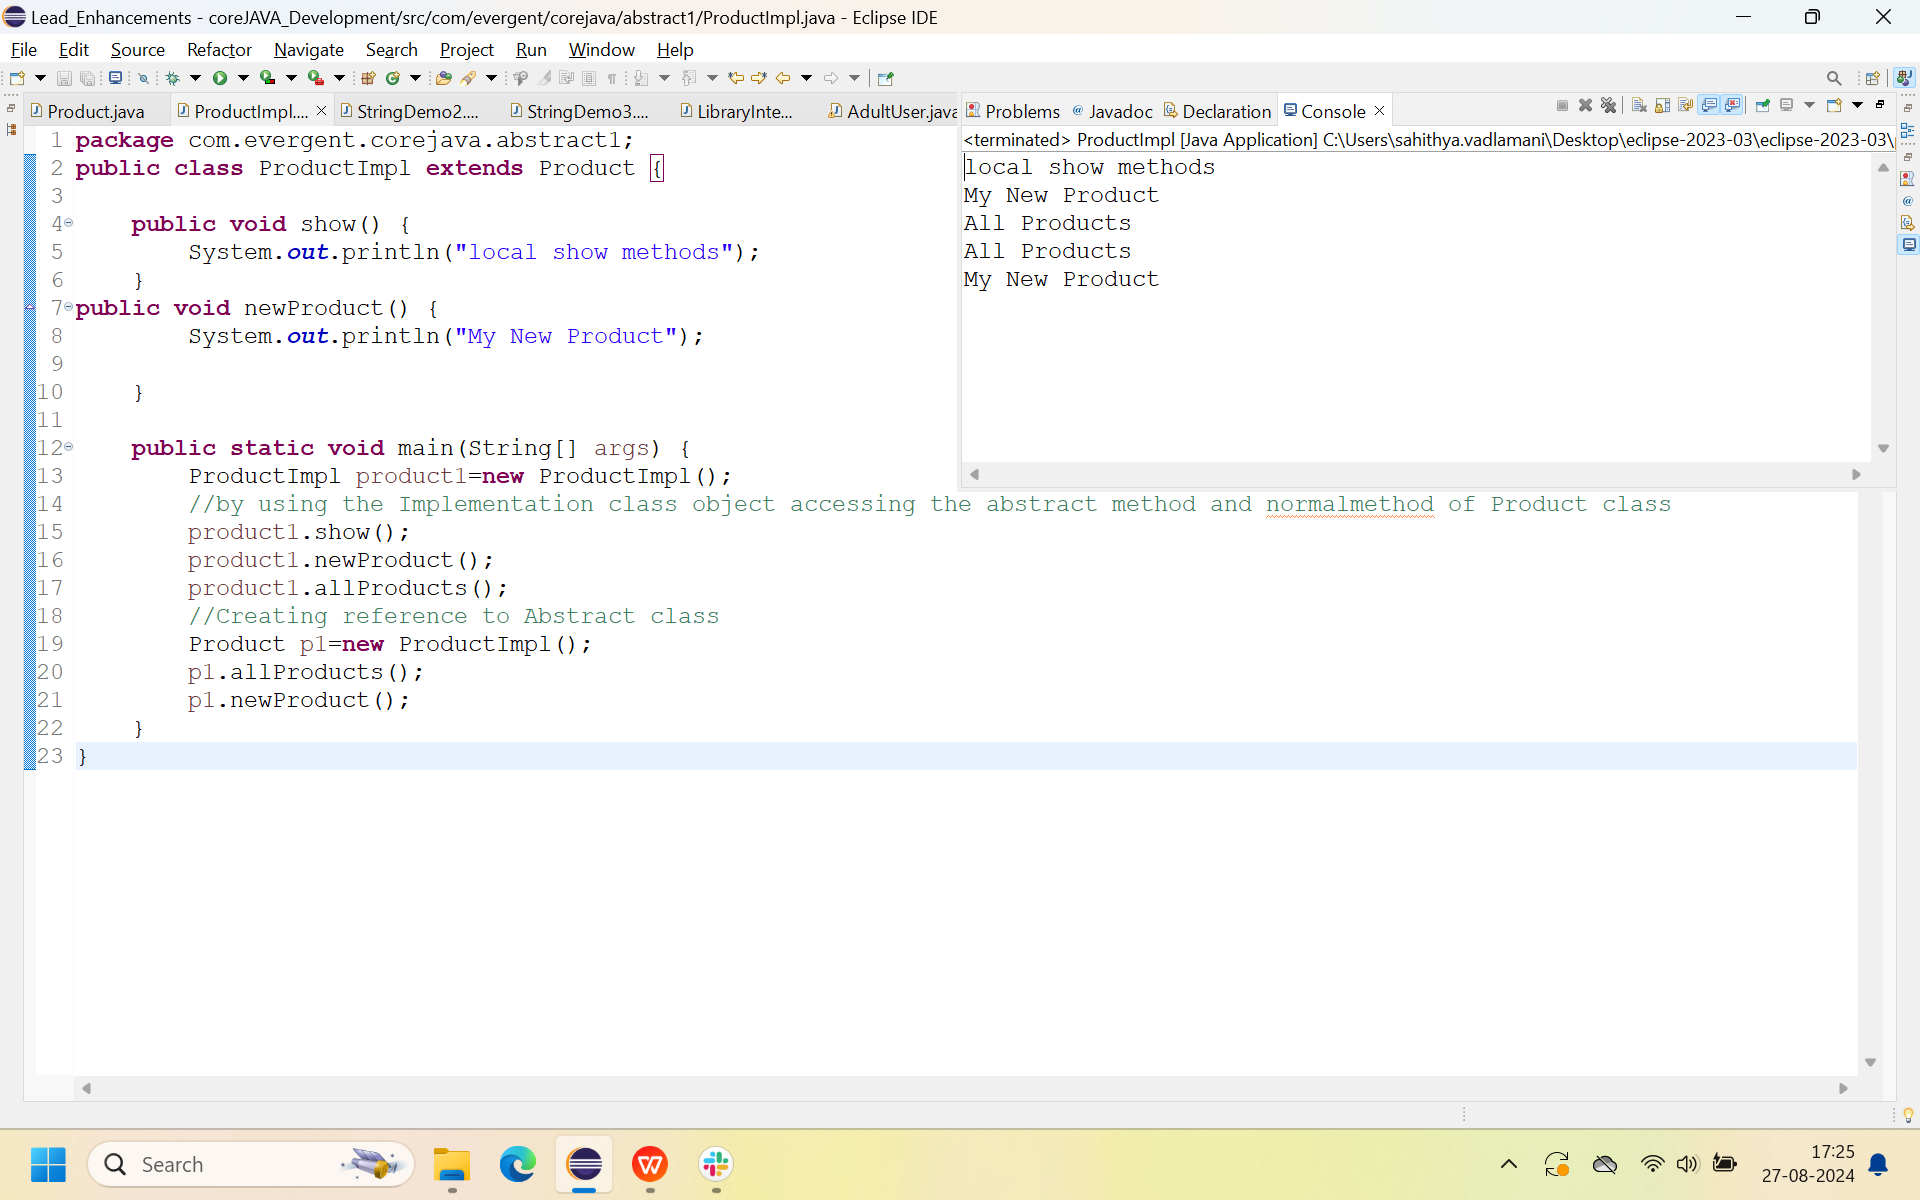 Lead_Enhancements - coreJAVA_Development/src/com/evergent/corejava/abstract1/ProductImpl.java - Eclipse IDE
File Edit Source Refactor Navigate Search Project Run Window Help
Product.java ProductImpl.... StringDemo2.... StringDemo3.... LibraryInte... AdultUser.java
1 package com.evergent.corejava.abstract1;
2 public class ProductImpl extends Product {
3
4 public void show() {
5 System.out.println("local show methods");
6 }
7 public void newProduct() {
8 System.out.println("My New Product");
9
10 }
11
12 public static void main(String[] args) {
13 ProductImpl product1=new ProductImpl();
14 //by using the Implementation class object accessing the abstract method and normalmethod of Product class
15 product1.show();
16 product1.newProduct();
17 product1.allProducts();
18 //Creating reference to Abstract class
19 Product p1=new ProductImpl();
20 p1.allProducts();
21 p1.newProduct();
22 }
23 }
Problems Javadoc Declaration Console
<terminated> ProductImpl [Java Application] C:\Users\sahithya.vadlamani\Desktop\eclipse-2023-03\eclipse-2023-03\
local show methods
My New Product
All Products
All Products
My New Product
Search
17:25
27-08-2024